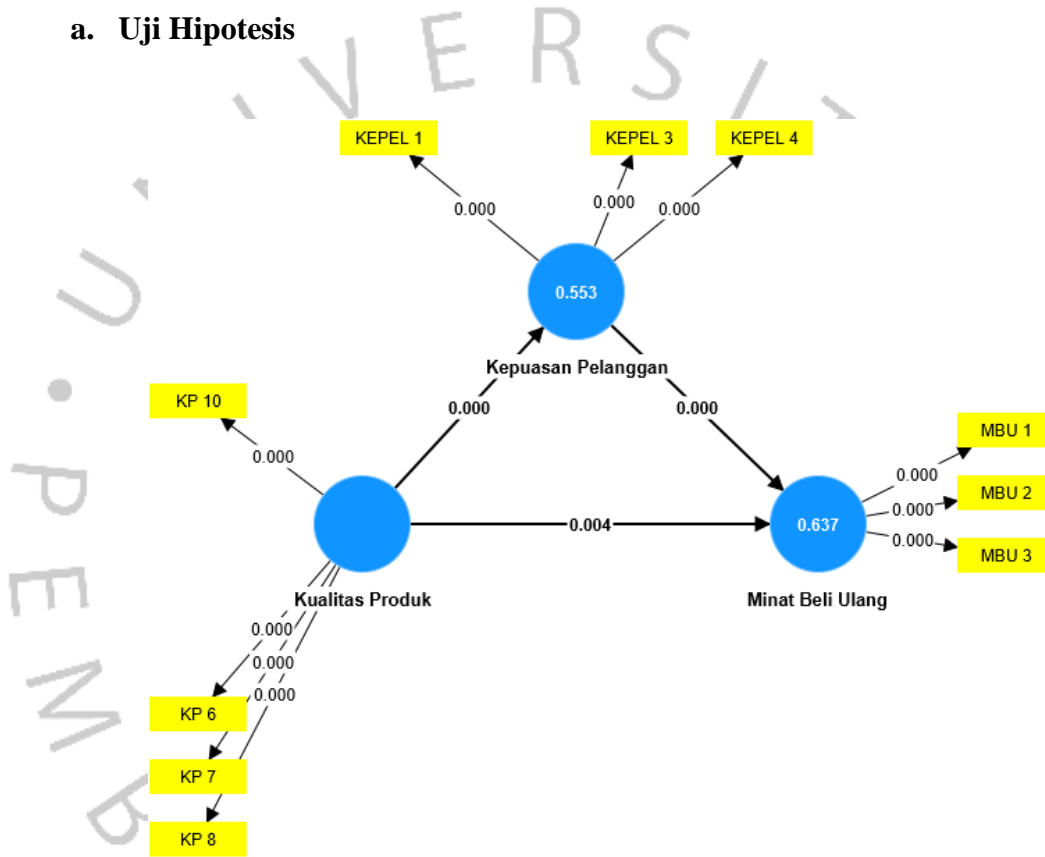 a. Uji Hipotesis
UNIVERSIT
KEPEL 1
KEPEL 3
KEPEL 4
0.000
0.000
0.000
0.553
Kepuasan Pelanggan
KP 10
0.000
0.000
0.000
MBU 1
0.000
MBU 2
0.000
MBU 3
0.000
0.004
0.637
Kualitas Produk
Minat Beli Ulang
0.000
0.000
0.000
KP 6
KP 7
KP 8
PEMB